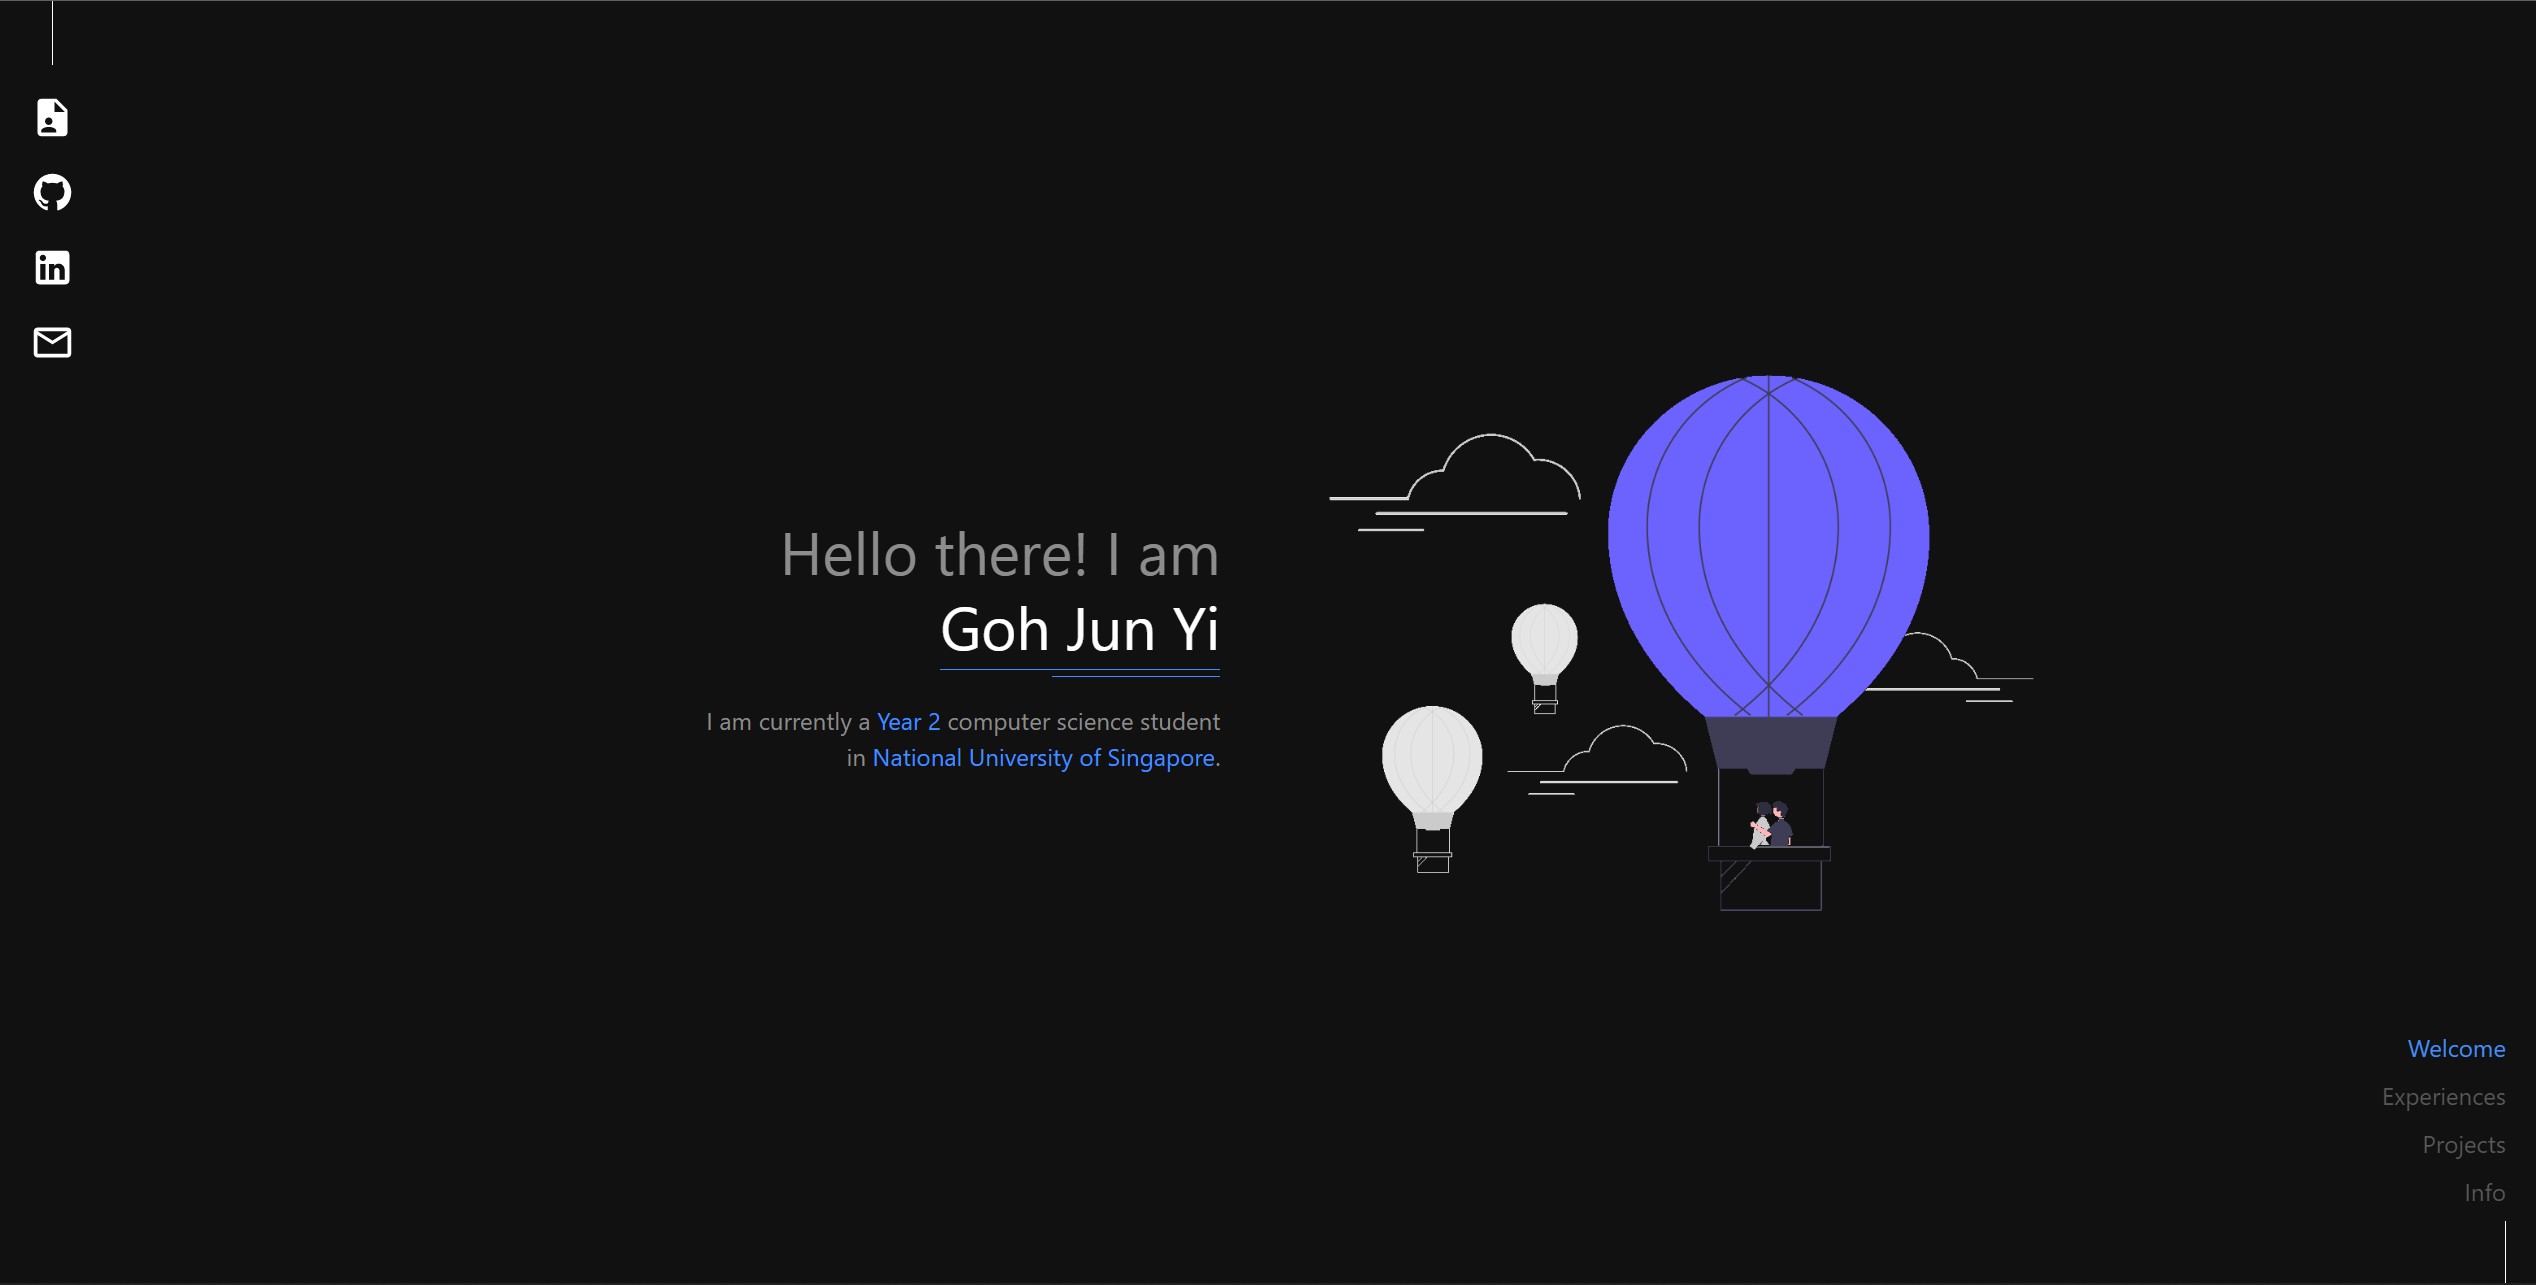 Hello there! I am
Goh Jun Yi
I am currently a Year 2 computer science student
in National University of Singapore.
Welcome
Experiences
Projects
Info